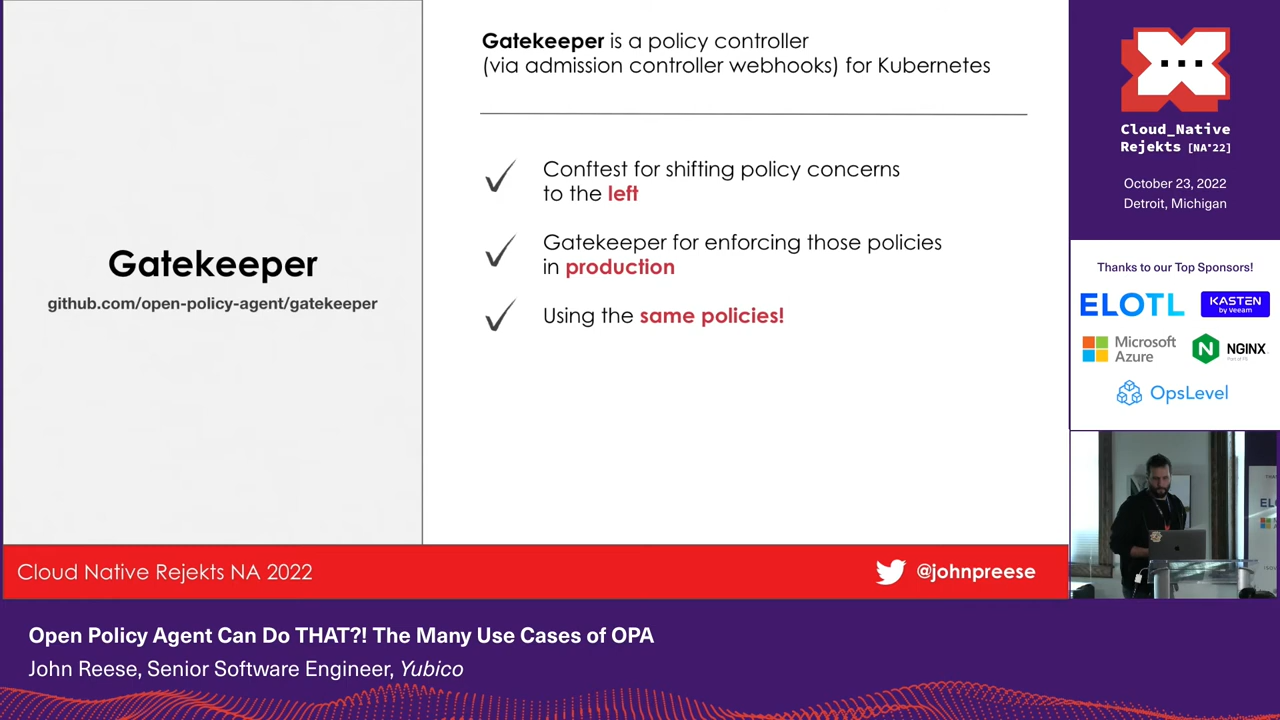 Gatekeeper
github.com/open-policy-agent/gatekeeper
Gatekeeper is a policy controller
(via admission controller webhooks) for Kubernetes
Conftest for shifting policy concerns
to the left
Gatekeeper for enforcing those policies
in production
Using the same policies!
Cloud Native Rejekts NA 2022
@johnpreese
Cloud_Native
Rejekts [NA'22]
October 23, 2022
Detroit, Michigan
Thanks to our Top Sponsors!
ELOTL
KASTEN
by Veeam
Microsoft
Azure
NGINX
OpsLevel
Open Policy Agent Can Do THAT?! The Many Use Cases of OPA
John Reese, Senior Software Engineer, Yubico